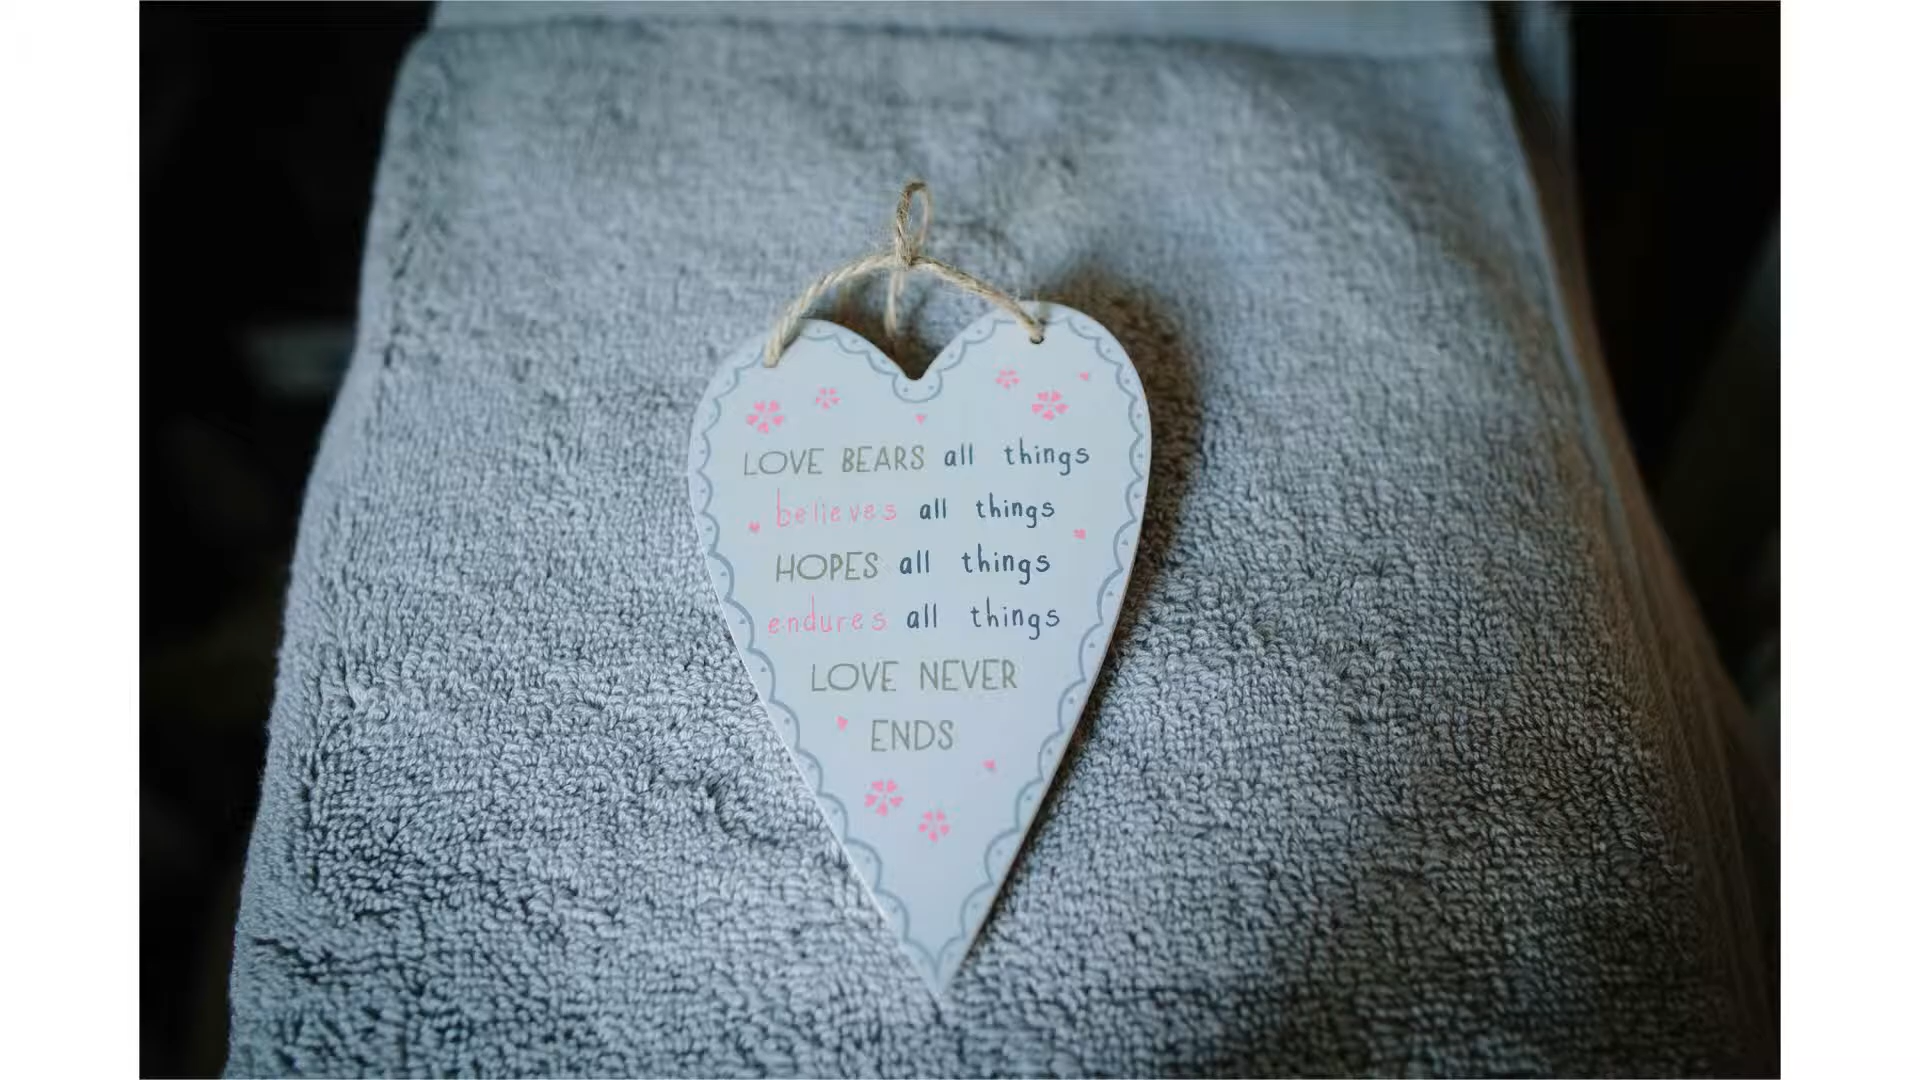 LOVE BEARS all things
believes all things
HOPES all things
endures all things
LOVE NEVER
ENDS